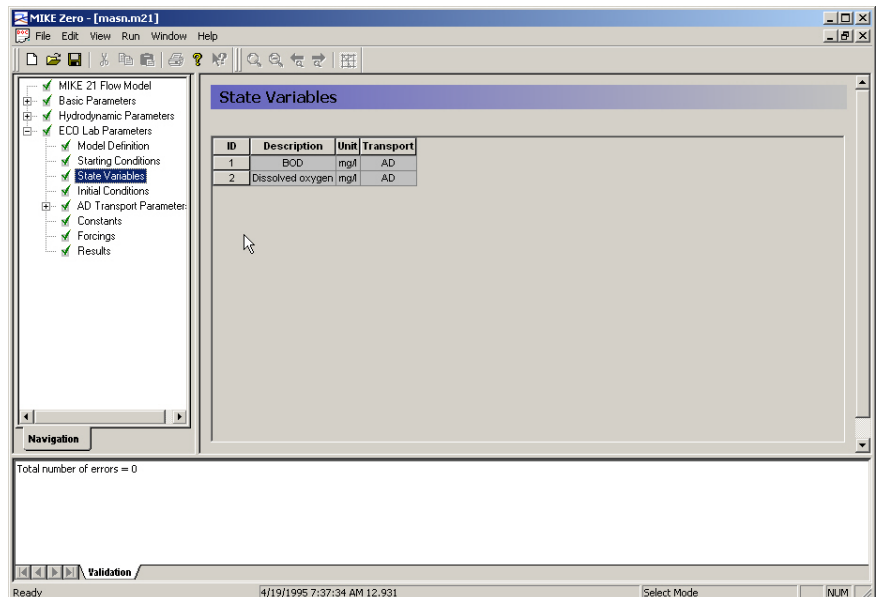 MIKE Zero - [masn.m21]
File Edit View Run Window Help
MIKE 21 Flow Model
Basic Parameters
Hydrodynamic Parameters
ECO Lab Parameters
Model Definition
Starting Conditions
State Variables
Initial Conditions
AD Transport Parameter:
Constants
Forcings
Results
Navigation
State Variables
ID Description Unit Transport
1 BOD mg/l AD
2 Dissolved oxygen mg/l AD
Total number of errors = 0
Validation
Ready 4/19/1995 7:37:34 AM 12.931 Select Mode NUM